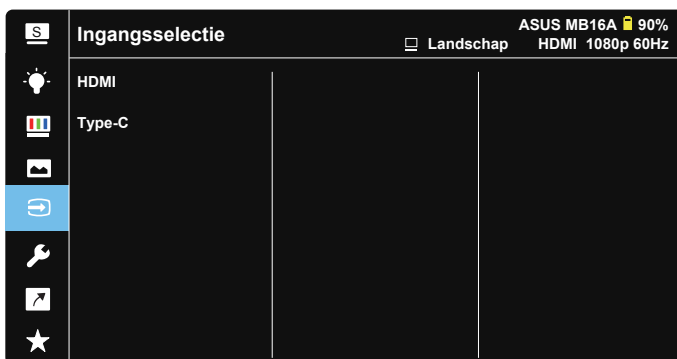 S
Ingangsselectie
ASUS MB16A 90%
Landschap HDMI 1080p 60Hz
HDMI
Type-C